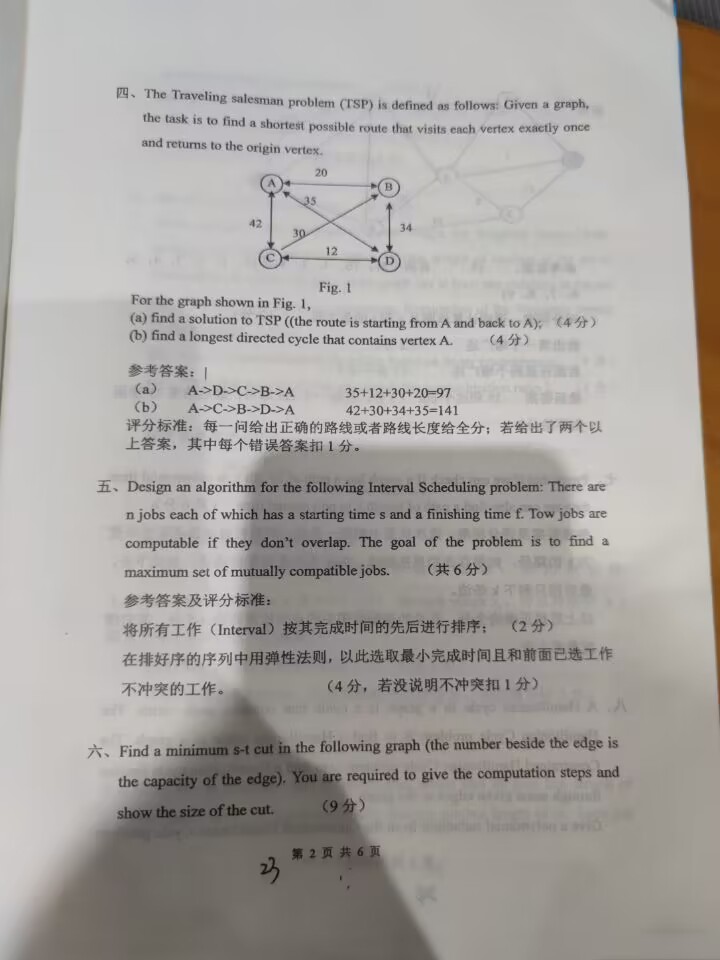 四、The Traveling salesman problem (TSP) is defined as follows: Given a graph,
the task is to find a shortest possible route that visits each vertex exactly once
and returns to the origin vertex.
20
A
B
35
42
34
30
12
C
D
Fig. 1
For the graph shown in Fig. 1,
(a) find a solution to TSP ((the route is starting from A and back to A); （4 分）
(b) find a longest directed cycle that contains vertex A. （4 分）
参考答案：|
（a） A->D->C->B->A 35+12+30+20=97
（b） A->C->B->D->A 42+30+34+35=141
评分标准：每一问给出正确的路线或者路线长度给全分；若给出了两个以
上答案，其中每个错误答案扣 1 分。
五、Design an algorithm for the following Interval Scheduling problem: There are
n jobs each of which has a starting time s and a finishing time f. Tow jobs are
computable if they don't overlap. The goal of the problem is to find a
maximum set of mutually compatible jobs. （共 6 分）
参考答案及评分标准：
将所有工作（Interval）按其完成时间的先后进行排序； （2 分）
在排好序的序列中用弹性法则，以此选取最小完成时间且和前面已选工作
不冲突的工作。 （4 分，若没说明不冲突扣 1 分）
六、Find a minimum s-t cut in the following graph (the number beside the edge is
the capacity of the edge). You are required to give the computation steps and
show the size of the cut. （9 分）
第 2 页 共 6 页
23